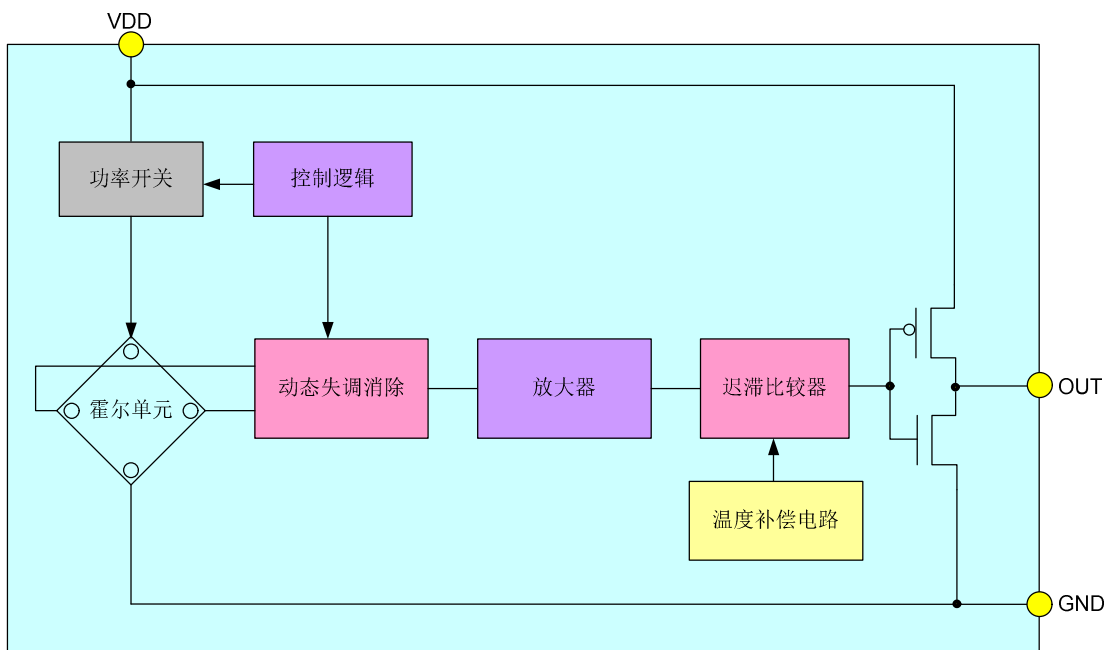 VDD
功率开关
控制逻辑
霍尔单元
动态失调消除
放大器
迟滞比较器
OUT
温度补偿电路
GND